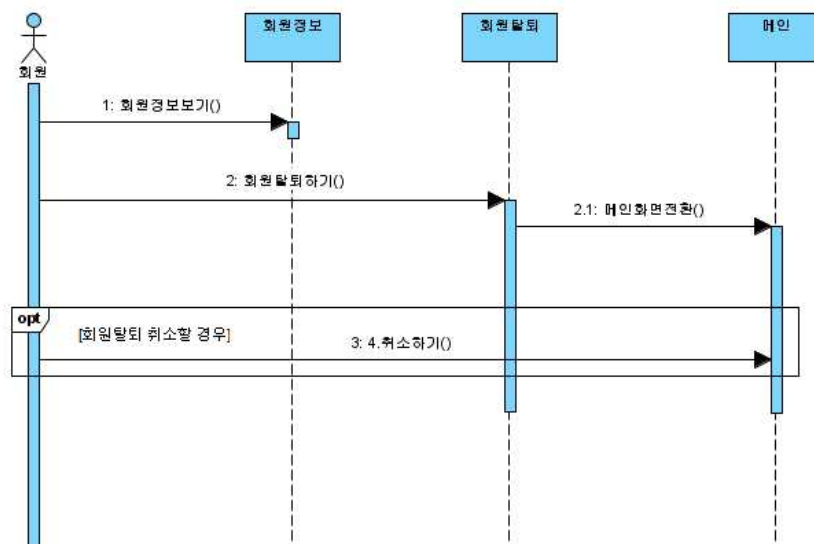 회원정보
회원탈퇴
메인
회원
1: 회원정보보기()
2: 회원탈퇴하기()
2.1: 메인화면전환()
opt
[회원탈퇴 취소할 경우]
3: 4.취소하기()